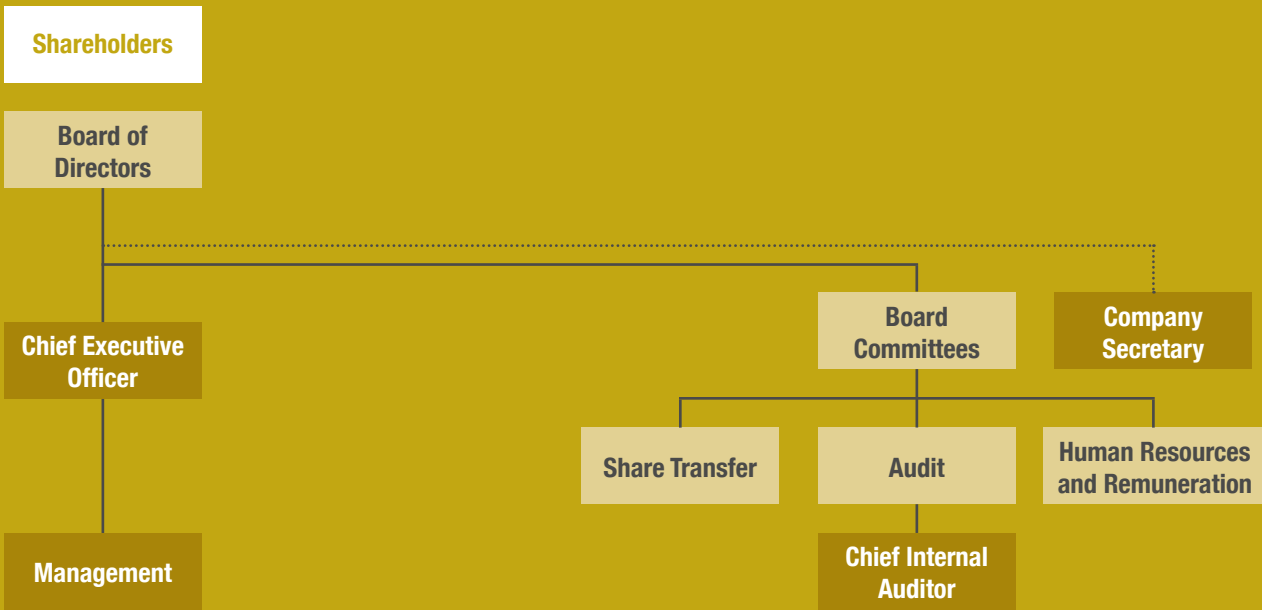 Shareholders
Board of
Directors
Board
Committees
Company
Secretary
Chief Executive
Officer
Share Transfer
Audit
Human Resources
and Remuneration
Management
Chief Internal
Auditor